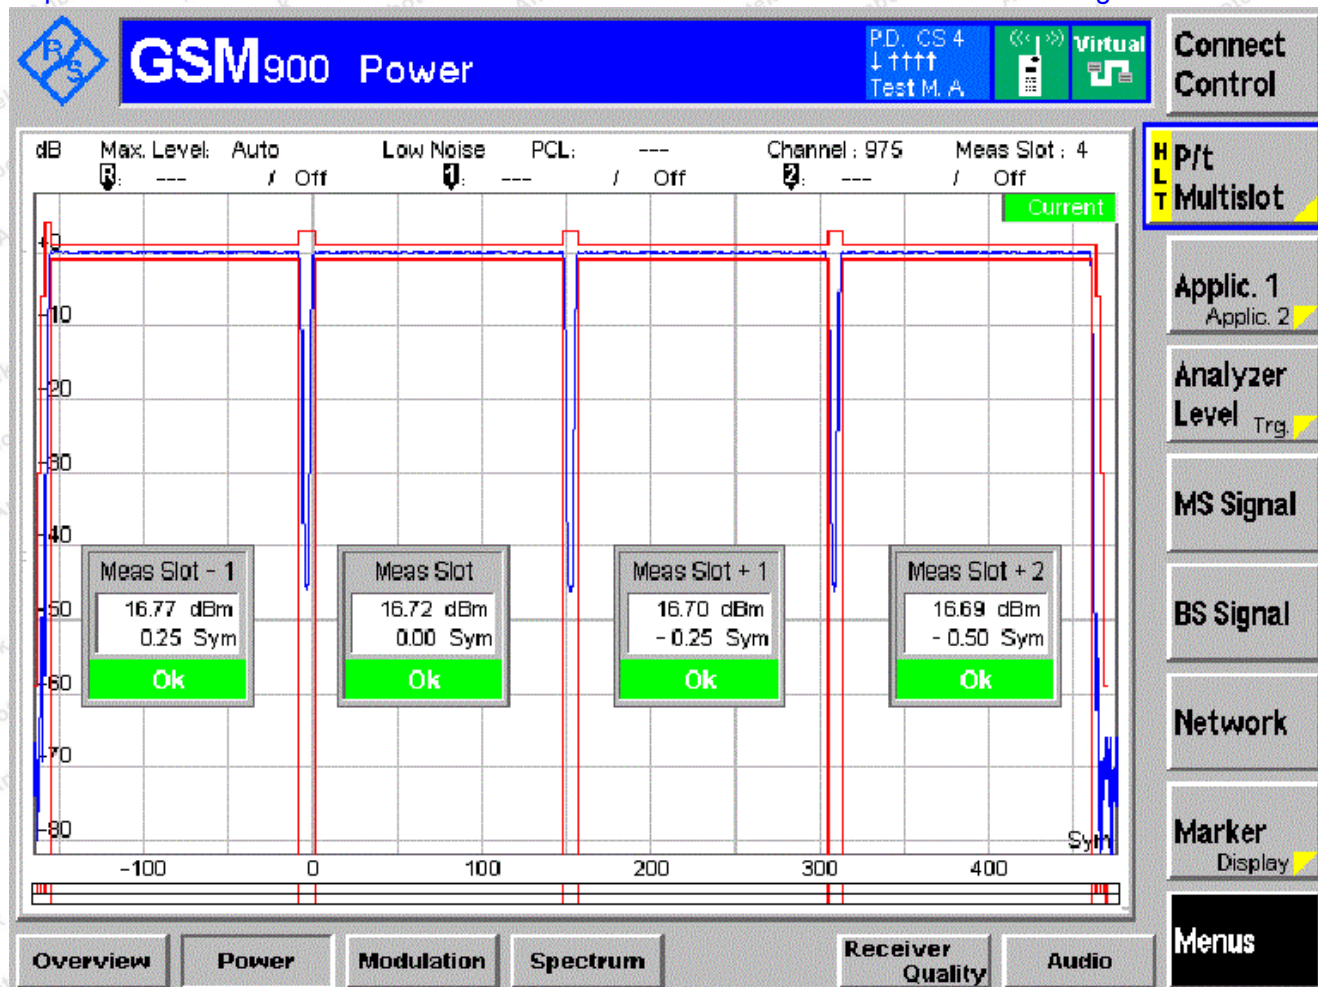 R&S
GSM900 Power
P.D. CS 4
↓ ↑↑↑↑
Test M. A.
Virtual
Connect
Control
dB Max. Level: Auto Low Noise PCL: --- Channel : 975 Meas Slot : 4
R: --- / Off 1: --- / Off 2: --- / Off
Current
HLT
P/t
Multislot
Applic. 1
Applic. 2
Analyzer
Level Trg.
MS Signal
BS Signal
Network
Marker
Display
Menus
+0
-10
-20
-30
-40
-50
-60
-70
-80
Meas Slot - 1
16.77 dBm
0.25 Sym
Ok
Meas Slot
16.72 dBm
0.00 Sym
Ok
Meas Slot + 1
16.70 dBm
- 0.25 Sym
Ok
Meas Slot + 2
16.69 dBm
- 0.50 Sym
Ok
Sym
-100 0 100 200 300 400
Overview Power Modulation Spectrum Receiver Quality Audio